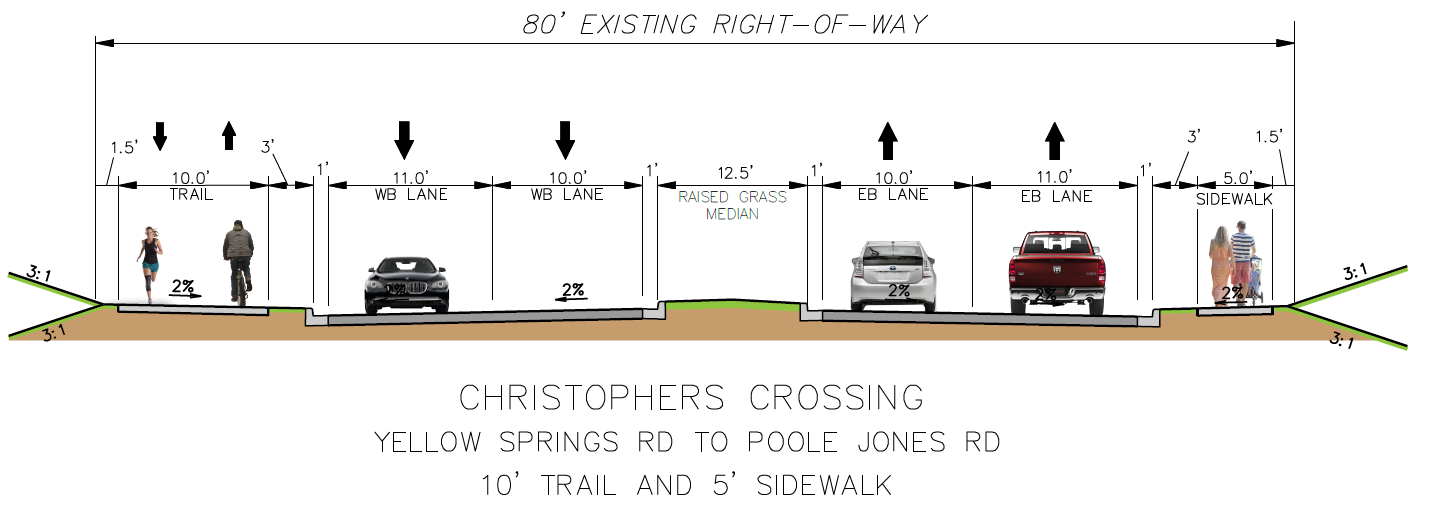 80' EXISTING RIGHT-OF-WAY
1.5' 3' 1' 1' 1' 1' 3' 1.5'
10.0' 11.0' 10.0' 12.5' 10.0' 11.0' 5.0'
TRAIL WB LANE WB LANE RAISED GRASS EB LANE EB LANE SIDEWALK
MEDIAN
3:1 2% 2% 2% 2% 2% 2% 3:1
3:1 3:1
CHRISTOPHERS CROSSING
YELLOW SPRINGS RD TO POOLE JONES RD
10' TRAIL AND 5' SIDEWALK